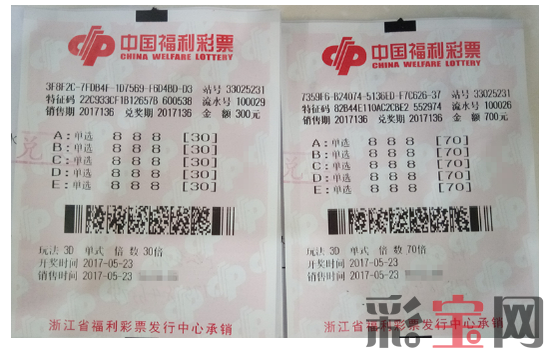 中国福利彩票
CHINA WELFARE LOTTERY
3F8F2C-7FDB4F-1D7569-F6D4BD-D3 站号 33025231
特征码 22C933CF1B12657B 600538 流水号 100029
销售期 2017136 兑奖期 2017136 金 额 300元
A:单选 8 8 8 [30]
B:单选 8 8 8 [30]
C:单选 8 8 8 [30]
D:单选 8 8 8 [30]
E:单选 8 8 8 [30]
玩法 3D 单式 倍 数 30倍
开奖时间 2017-05-23
销售时间 2017-05-23
浙江省福利彩票发行中心承销
中国福利彩票
CHINA WELFARE LOTTERY
7359F6-B24074-5136ED-F7C626-37 站号 33025231
特征码 82B44E110AC2CBE2 552974 流水号 100026
销售期 2017136 兑奖期 2017136 金 额 700元
A:单选 8 8 8 [70]
B:单选 8 8 8 [70]
C:单选 8 8 8 [70]
D:单选 8 8 8 [70]
E:单选 8 8 8 [70]
玩法 3D 单式 倍 数 70倍
开奖时间 2017-05-23
销售时间 2017-05-23
浙江省福利彩票发行中心承销
彩宝网